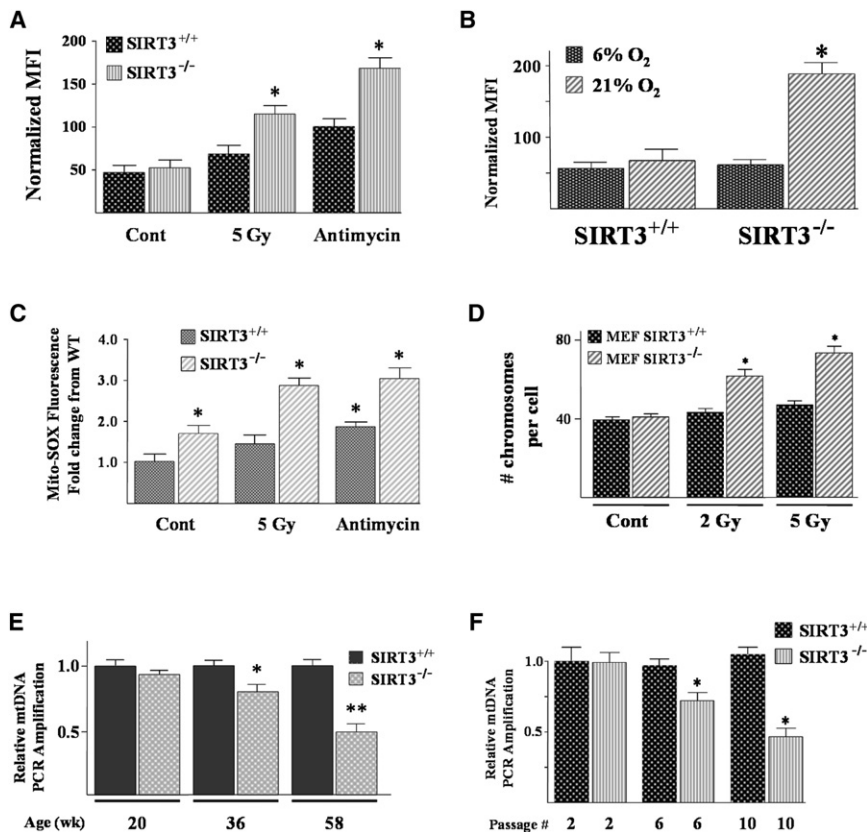 A
SIRT3+/+
SIRT3-/-
Normalized MFI
200
150
100
50
*
*
Cont
5 Gy
Antimycin
B
6% O2
21% O2
Normalized MFI
200
100
*
SIRT3+/+
SIRT3-/-
C
SIRT3+/+
SIRT3-/-
Mito-SOX Fluorescence
Fold change from WT
4.0
3.0
2.0
1.0
*
*
*
*
Cont
5 Gy
Antimycin
D
MEF SIRT3+/+
MEF SIRT3-/-
# chromosomes
per cell
80
40
*
*
Cont
2 Gy
5 Gy
E
SIRT3+/+
SIRT3-/-
Relative mtDNA
PCR Amplification
1.0
0.5
*
**
Age (wk)
20
36
58
F
SIRT3+/+
SIRT3-/-
Relative mtDNA
PCR Amplification
1.0
0.5
*
*
Passage # 2 2 6 6 10 10